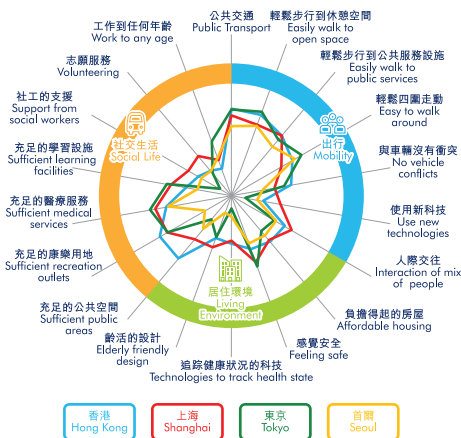 公共交通
Public Transport
輕鬆步行到休憩空間
Easily walk to
open space
輕鬆步行到公共服務設施
Easily walk to
public services
輕鬆四圍走動
Easy to walk
around
與車輛沒有衝突
No vehicle
conflicts
使用新科技
Use new
technologies
人際交往
Interaction of mix
of people
負擔得起的房屋
Affordable housing
感覺安全
Feeling safe
追踪健康狀況的科技
Technologies to track health state
齡活的設計
Elderly friendly
design
充足的公共空間
Sufficient public
areas
充足的康樂用地
Sufficient recreation
outlets
充足的醫療服務
Sufficient medical
services
充足的學習設施
Sufficient learning
facilities
社工的支援
Support from
social workers
志願服務
Volunteering
工作到任何年齡
Work to any age
社交生活
Social Life
出行
Mobility
居住環境
Living
Environment
香港
Hong Kong
上海
Shanghai
東京
Tokyo
首爾
Seoul